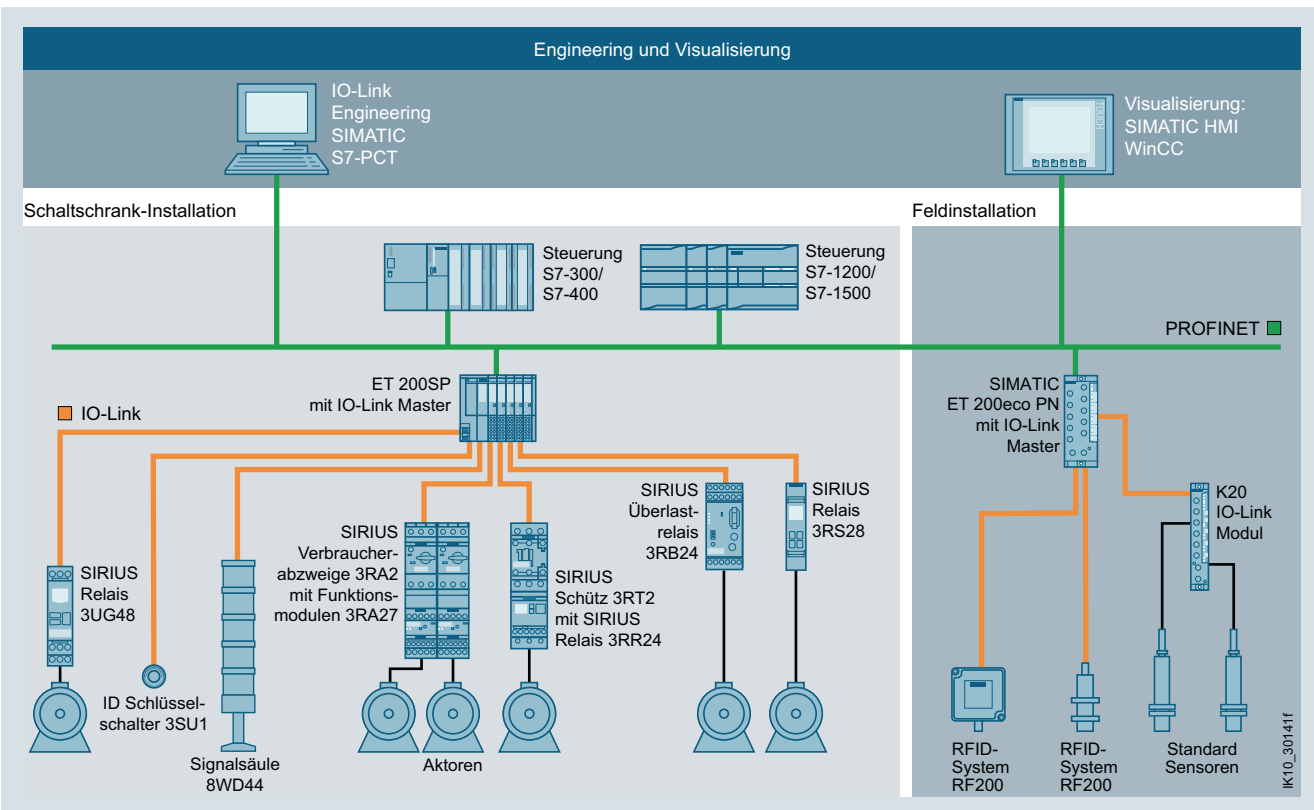 Engineering und Visualisierung
IO-Link
Engineering
SIMATIC
S7-PCT
Visualisierung:
SIMATIC HMI
WinCC
Schaltschrank-Installation
Feldinstallation
Steuerung
S7-300/
S7-400
Steuerung
S7-1200/
S7-1500
PROFINET
ET 200SP
mit IO-Link Master
SIMATIC
ET 200eco PN
mit IO-Link
Master
IO-Link
SIRIUS
Relais
3UG48
ID Schlüssel-
schalter 3SU1
Signalsäule
8WD44
SIRIUS
Verbraucher-
abzweige 3RA2
mit Funktions-
modulen 3RA27
SIRIUS
Schütz 3RT2
mit SIRIUS
Relais 3RR24
Aktoren
SIRIUS
Überlast-
relais
3RB24
SIRIUS
Relais
3RS28
K20
IO-Link
Modul
RFID-
System
RF200
RFID-
System
RF200
Standard
Sensoren
IK10_30141f